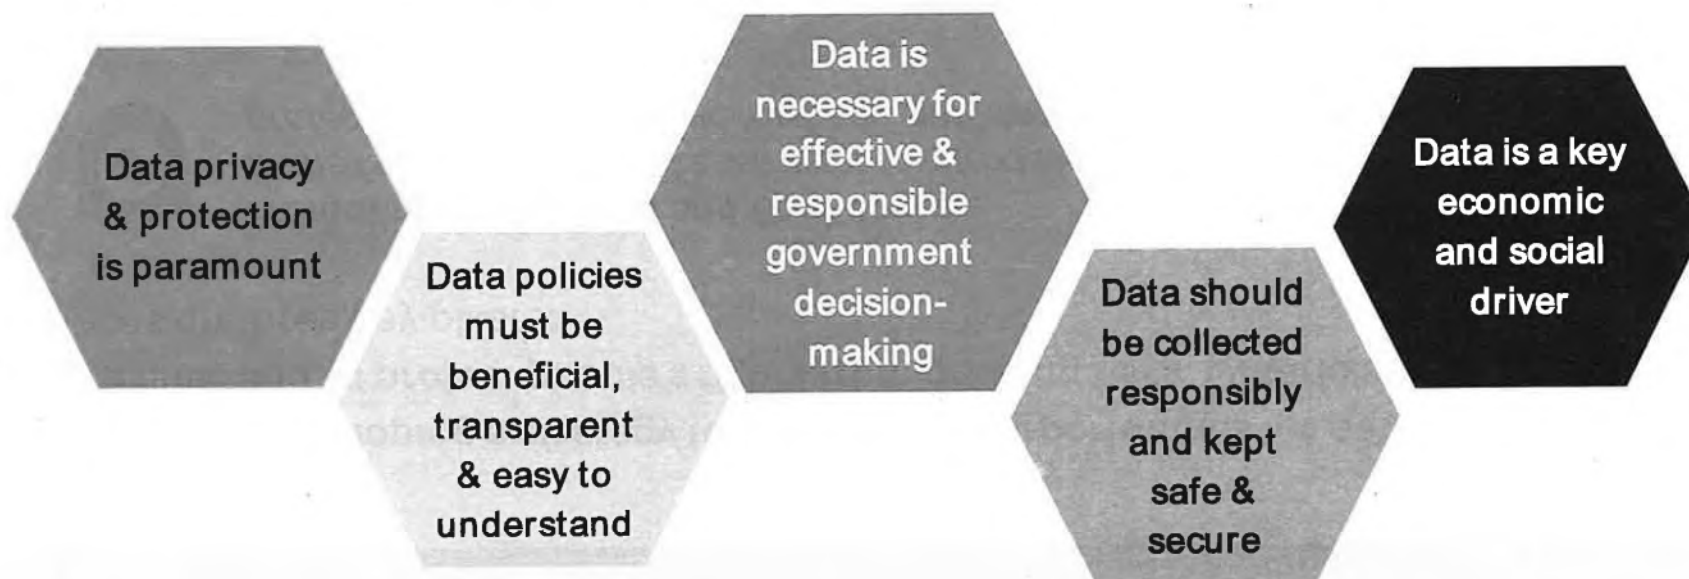 Data privacy
& protection
is paramount
Data policies
must be
beneficial,
transparent
& easy to
understand
Data is
necessary for
effective &
responsible
government
decision-
making
Data should
be collected
responsibly
and kept
safe &
secure
Data is a key
economic
and social
driver